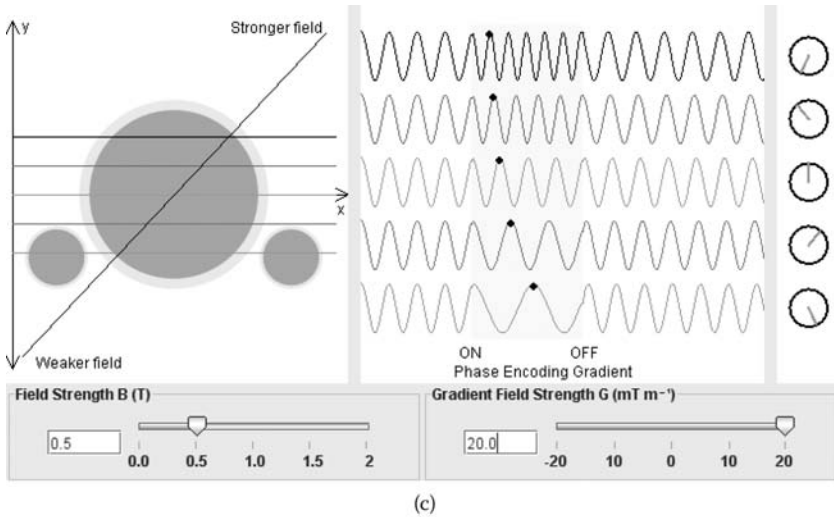 y
Stronger field
x
Weaker field
ON OFF
Phase Encoding Gradient
Field Strength B (T)
0.5
0.0 0.5 1.0 1.5 2
Gradient Field Strength G (mT m⁻¹)
20.0
-20 10 0 10 20
(c)